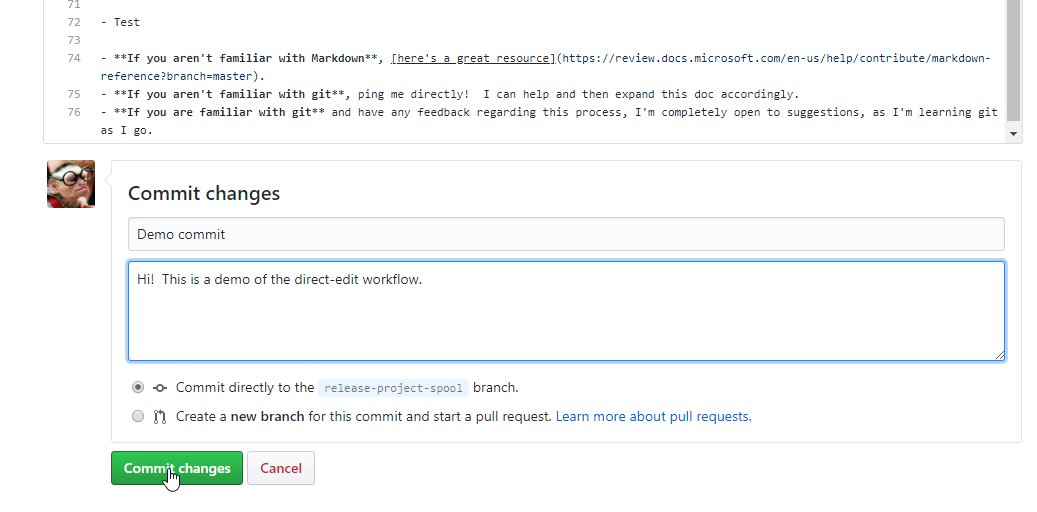 71
72 - Test
73
74 - **If you aren't familiar with Markdown**, [here's a great resource](https://review.docs.microsoft.com/en-us/help/contribute/markdown-
reference?branch=master).
75 - **If you aren't familiar with git**, ping me directly!  I can help and then expand this doc accordingly.
76 - **If you are familiar with git** and have any feedback regarding this process, I'm completely open to suggestions, as I'm learning git
as I go.
Commit changes
Demo commit
Hi!  This is a demo of the direct-edit workflow.
Commit directly to the release-project-spool branch.
Create a new branch for this commit and start a pull request. Learn more about pull requests.
Commit changes Cancel